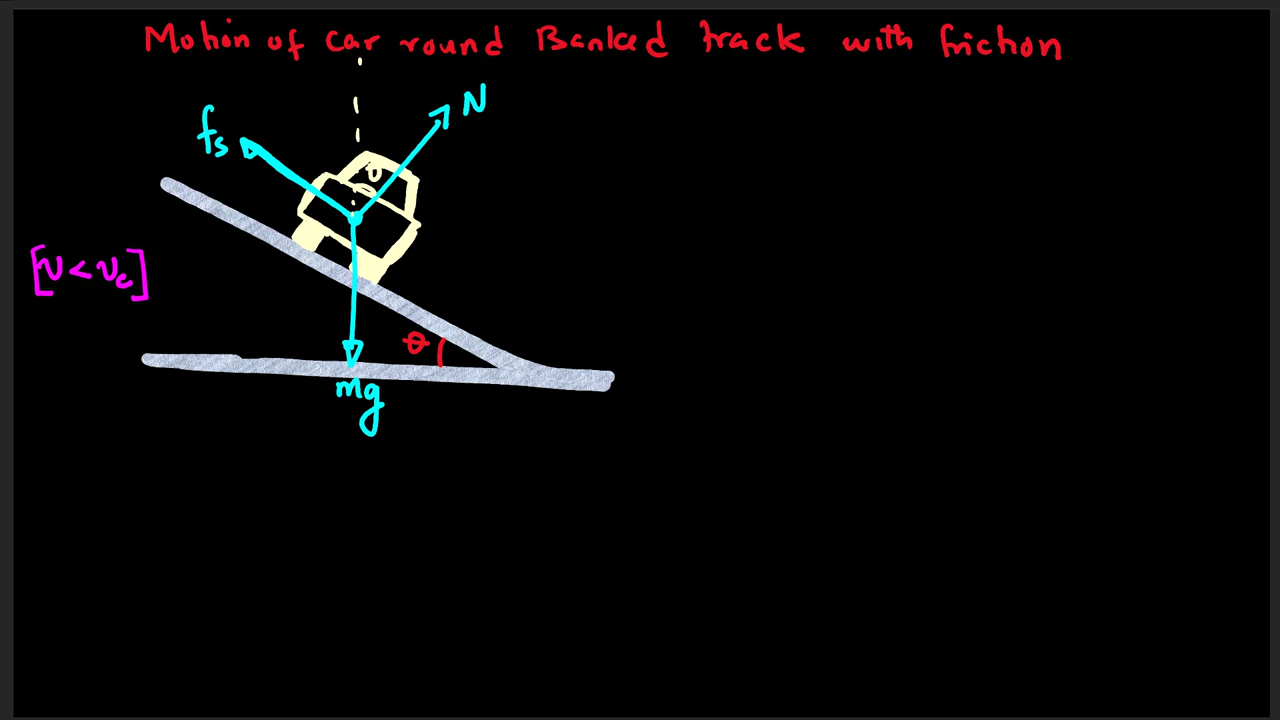 Motion of car round Banked track with friction
N
fs
θ
[v < vc]
θ
mg